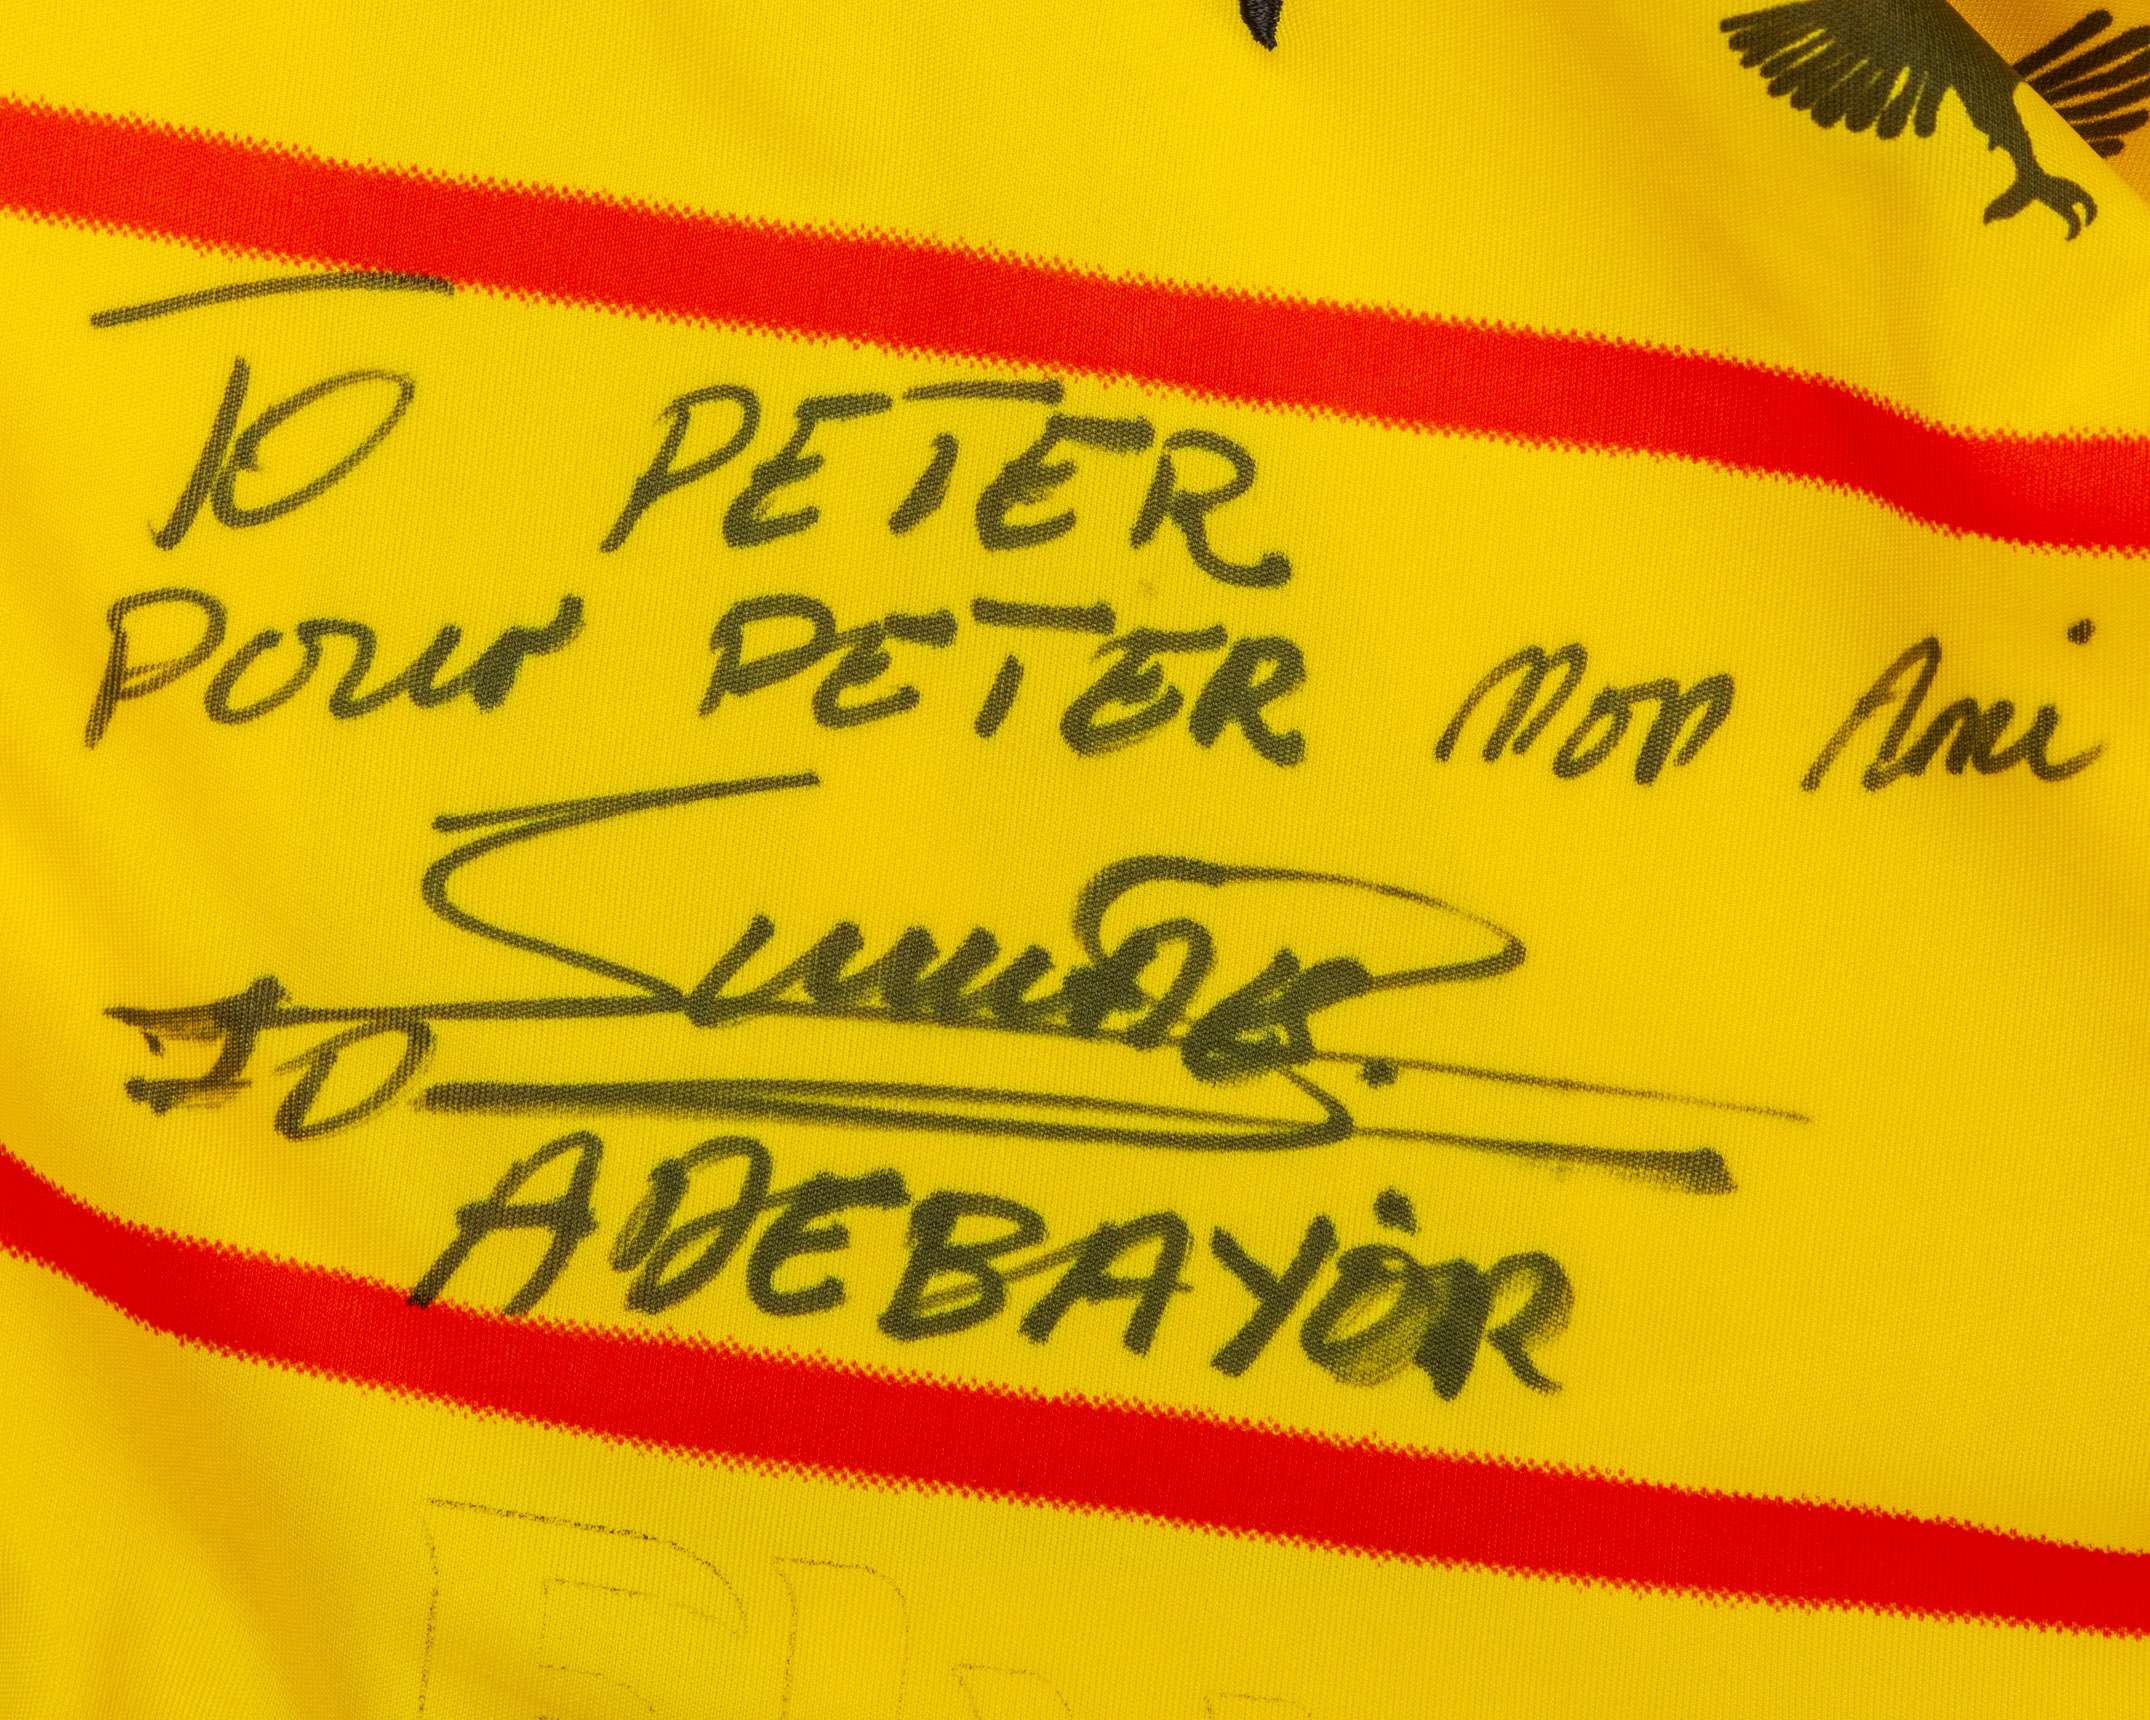 TO PETER
POUR PETER MON Ami
ADEBAYOR